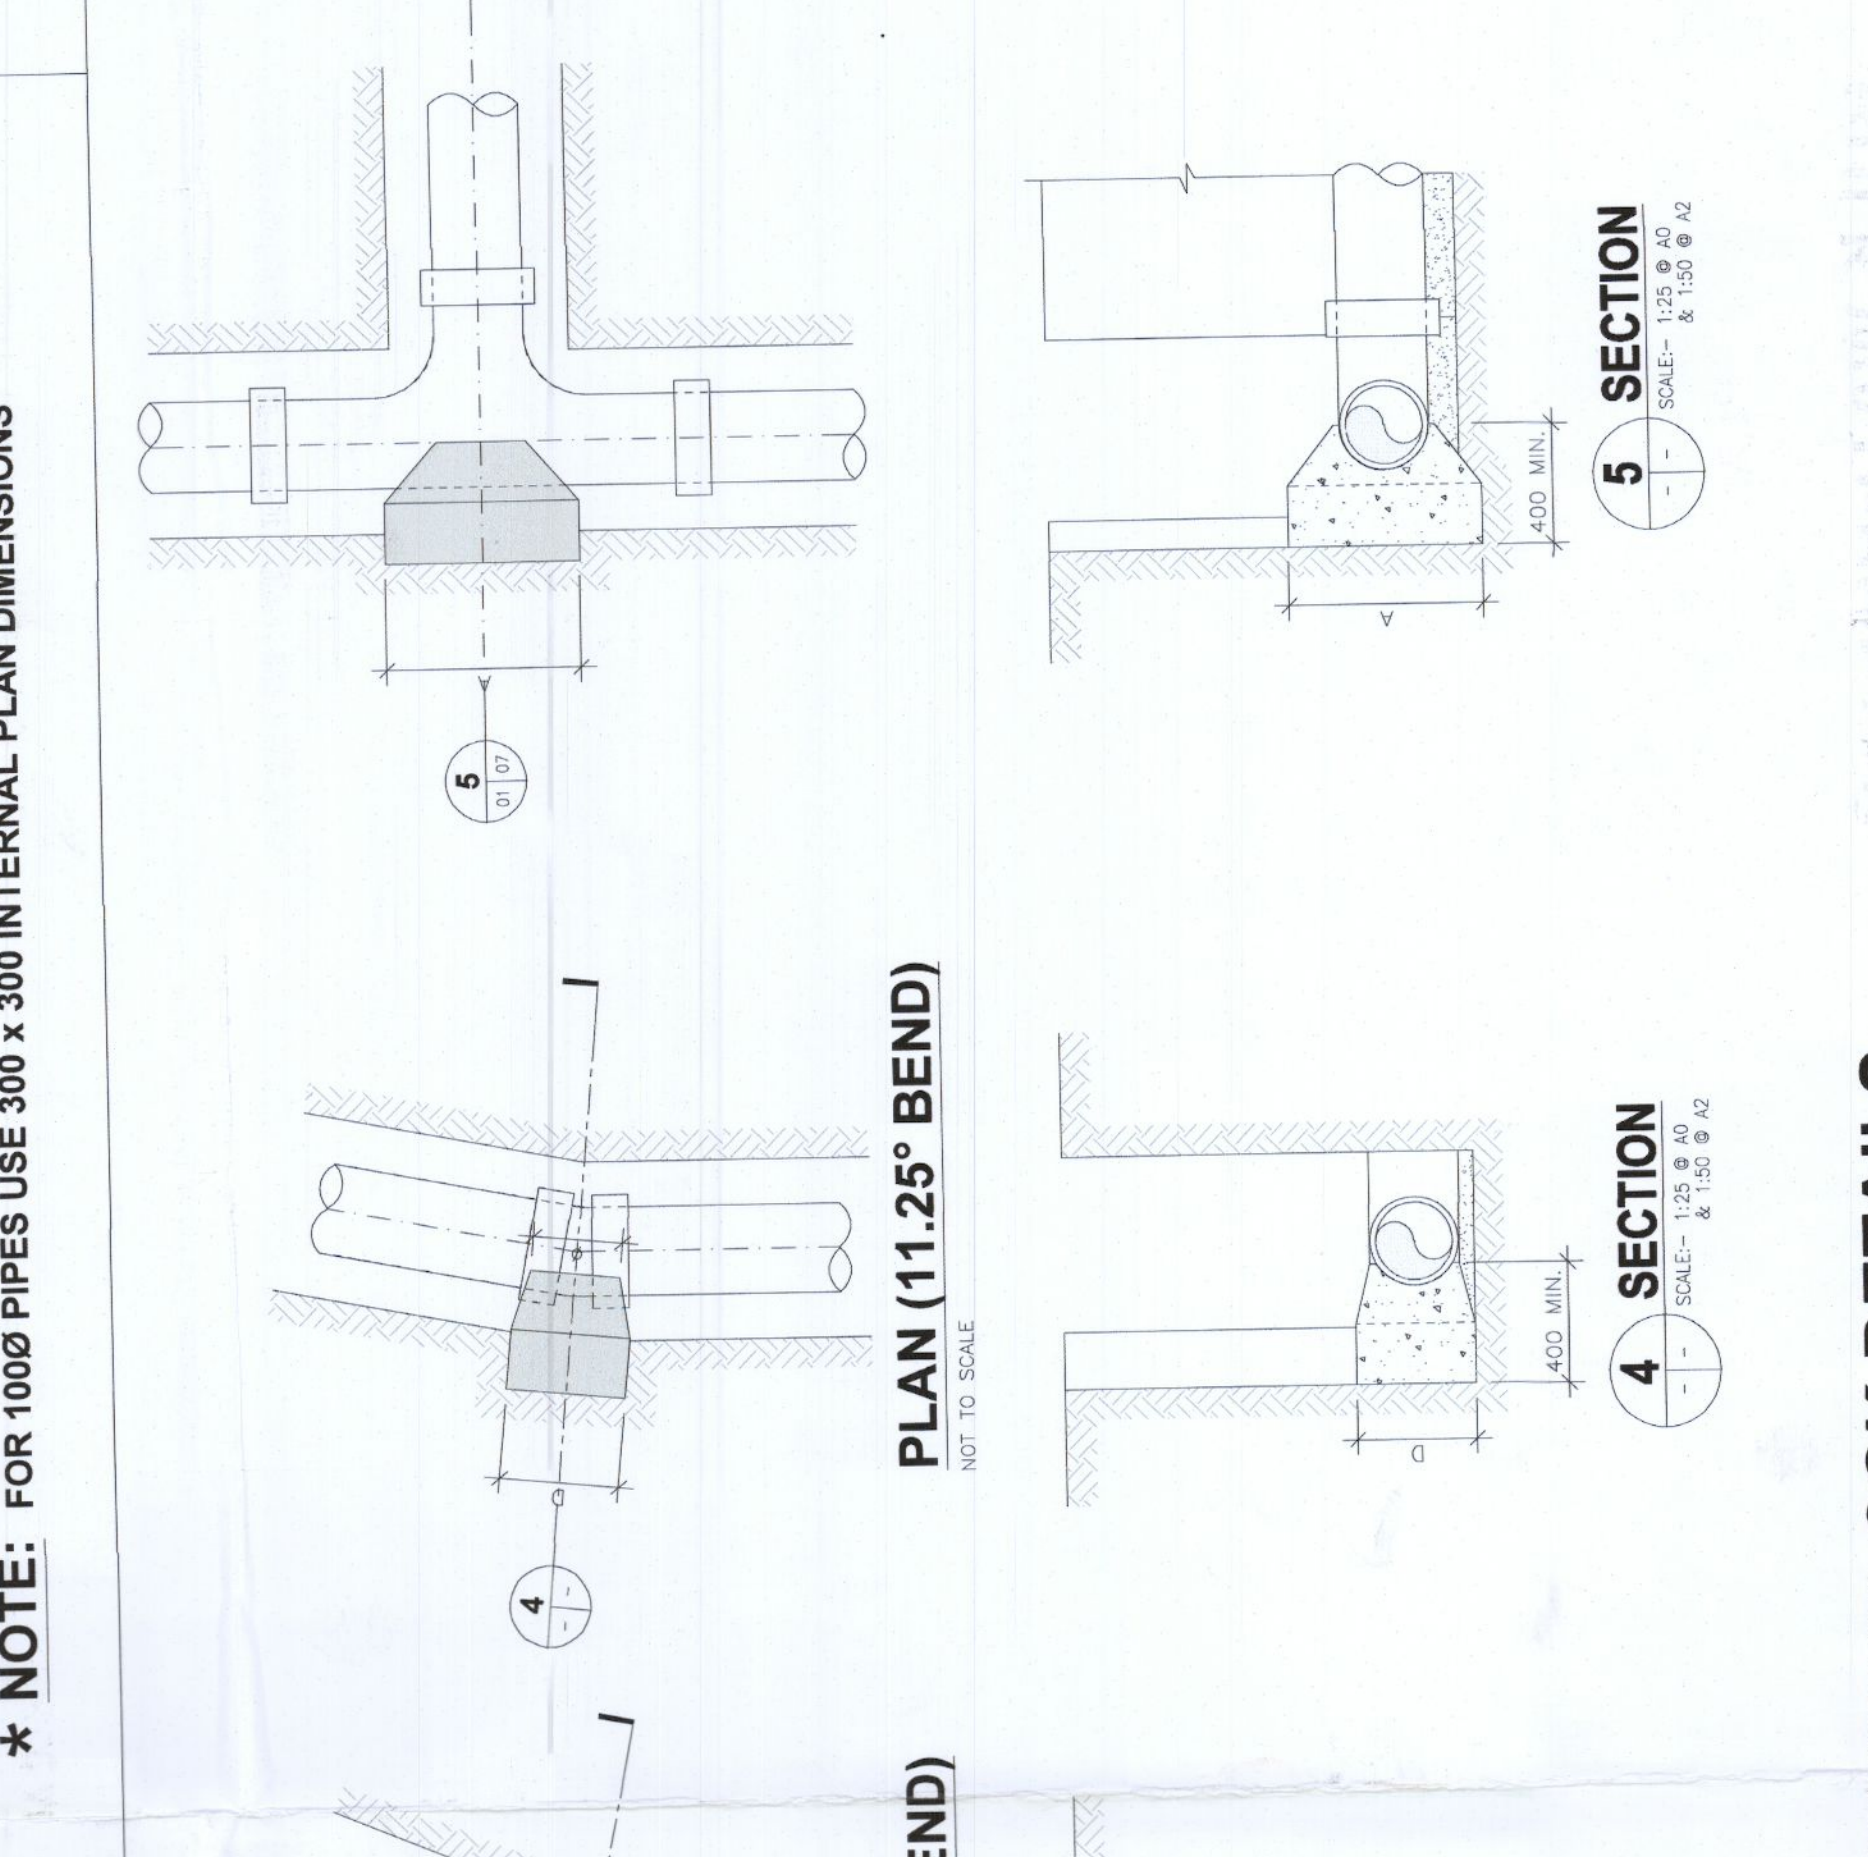 * NOTE: FOR 100Ø PIPES USE 300 x 300 INTERNAL PLAN DIMENSIONS
4
- -
D
Ø
PLAN (11.25° BEND)
NOT TO SCALE
5
01 07
A
D
400 MIN.
4 SECTION
- -
SCALE:- 1:25 @ A0
& 1:50 @ A2
A
400 MIN.
5 SECTION
- -
SCALE:- 1:25 @ A0
& 1:50 @ A2
END)